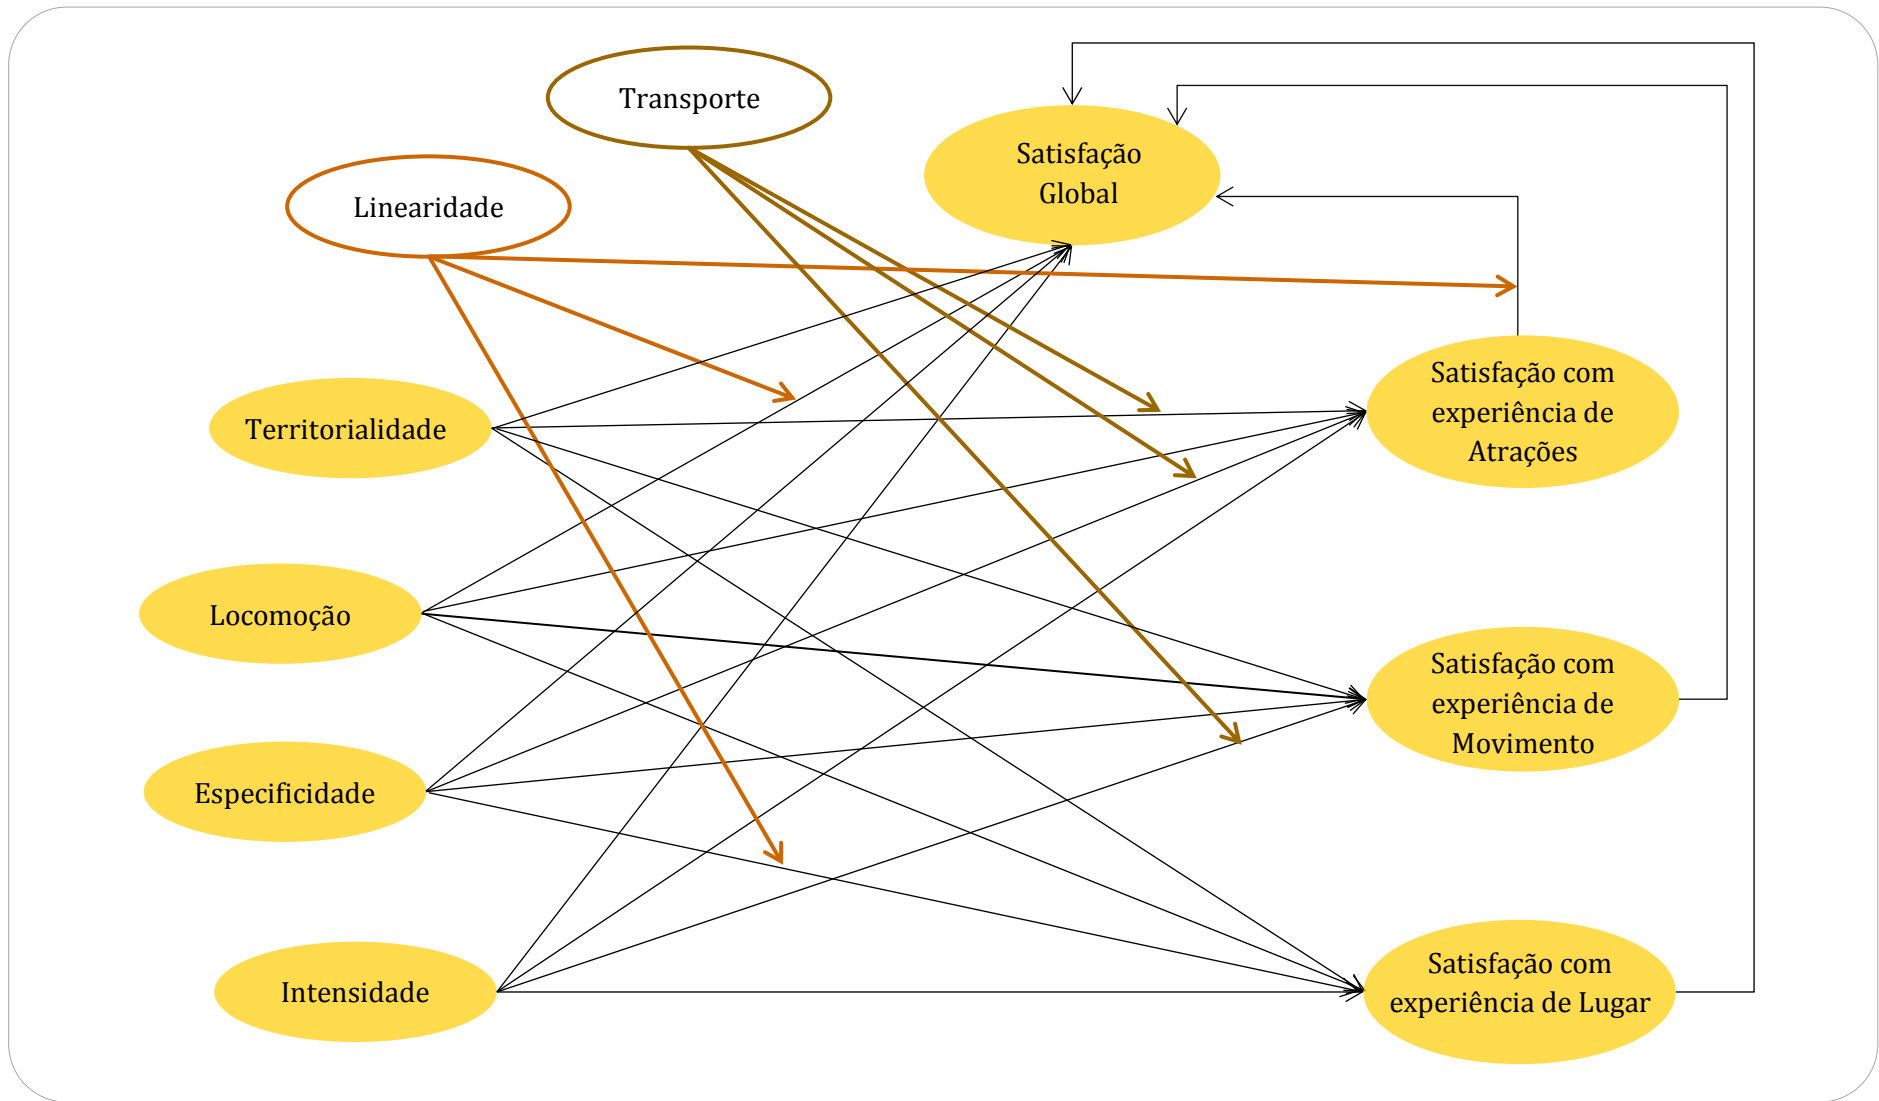 Transporte
Linearidade
Satisfação
Global
Territorialidade
Satisfação com
experiência de
Atrações
Locomoção
Satisfação com
experiência de
Movimento
Especificidade
Intensidade
Satisfação com
experiência de Lugar